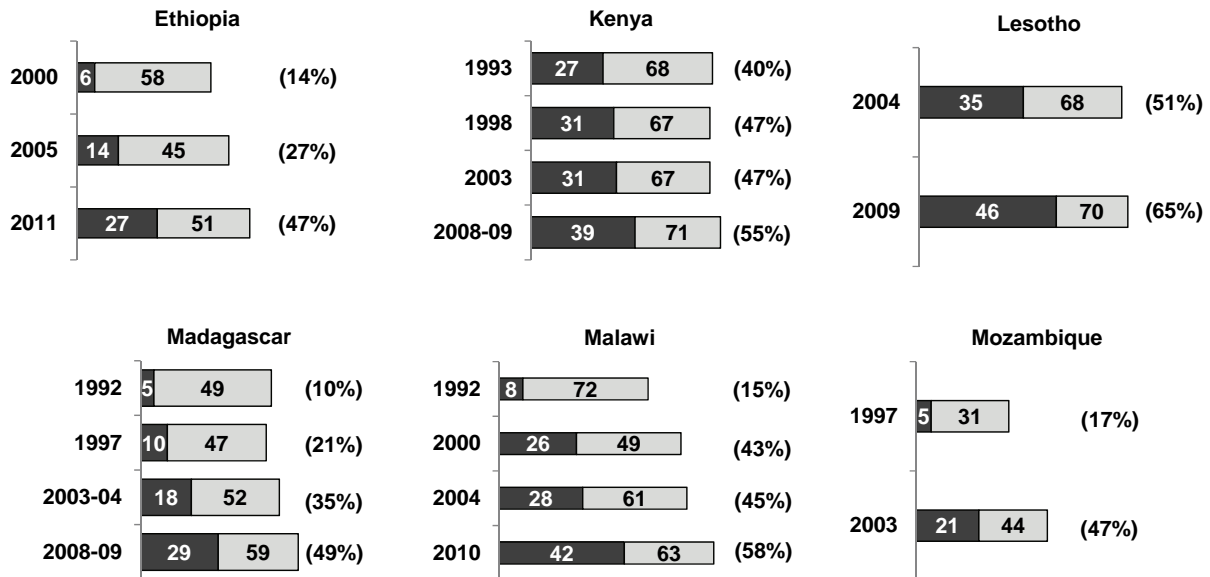 Ethiopia
2000 6 58 (14%)
2005 14 45 (27%)
2011 27 51 (47%)
Kenya
1993 27 68 (40%)
1998 31 67 (47%)
2003 31 67 (47%)
2008-09 39 71 (55%)
Lesotho
2004 35 68 (51%)
2009 46 70 (65%)
Madagascar
1992 5 49 (10%)
1997 10 47 (21%)
2003-04 18 52 (35%)
2008-09 29 59 (49%)
Malawi
1992 8 72 (15%)
2000 26 49 (43%)
2004 28 61 (45%)
2010 42 63 (58%)
Mozambique
1997 5 31 (17%)
2003 21 44 (47%)